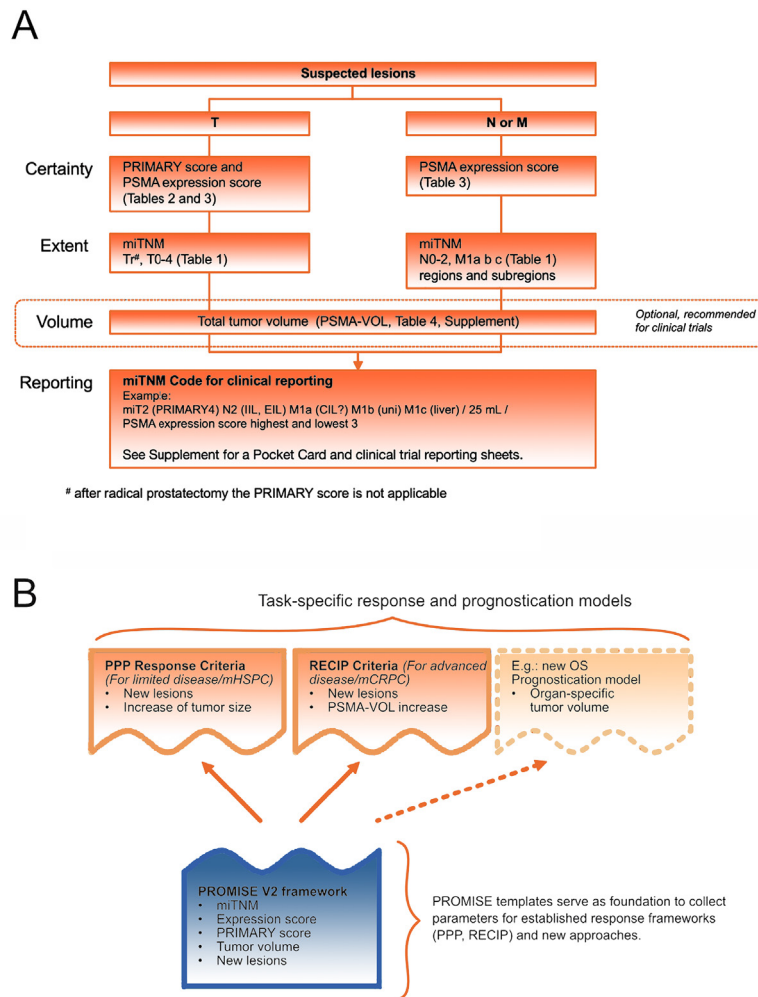 A
Suspected lesions
T
N or M
Certainty
PRIMARY score and
PSMA expression score
(Tables 2 and 3)
PSMA expression score
(Table 3)
Extent
miTNM
Tr#, T0-4 (Table 1)
miTNM
N0-2, M1a b c (Table 1)
regions and subregions
Volume
Total tumor volume (PSMA-VOL, Table 4, Supplement)
Optional, recommended
for clinical trials
Reporting
miTNM Code for clinical reporting
Example:
miT2 (PRIMARY4) N2 (IIL, EIL) M1a (CIL?) M1b (uni) M1c (liver) / 25 mL /
PSMA expression score highest and lowest 3
See Supplement for a Pocket Card and clinical trial reporting sheets.
# after radical prostatectomy the PRIMARY score is not applicable
B
Task-specific response and prognostication models
PPP Response Criteria
(For limited disease/mHSPC)
• New lesions
• Increase of tumor size
RECIP Criteria (For advanced
disease/mCRPC)
• New lesions
• PSMA-VOL increase
E.g.: new OS
Prognostication model
• Organ-specific
tumor volume
PROMISE V2 framework
• miTNM
• Expression score
• PRIMARY score
• Tumor volume
• New lesions
PROMISE templates serve as foundation to collect
parameters for established response frameworks
(PPP, RECIP) and new approaches.